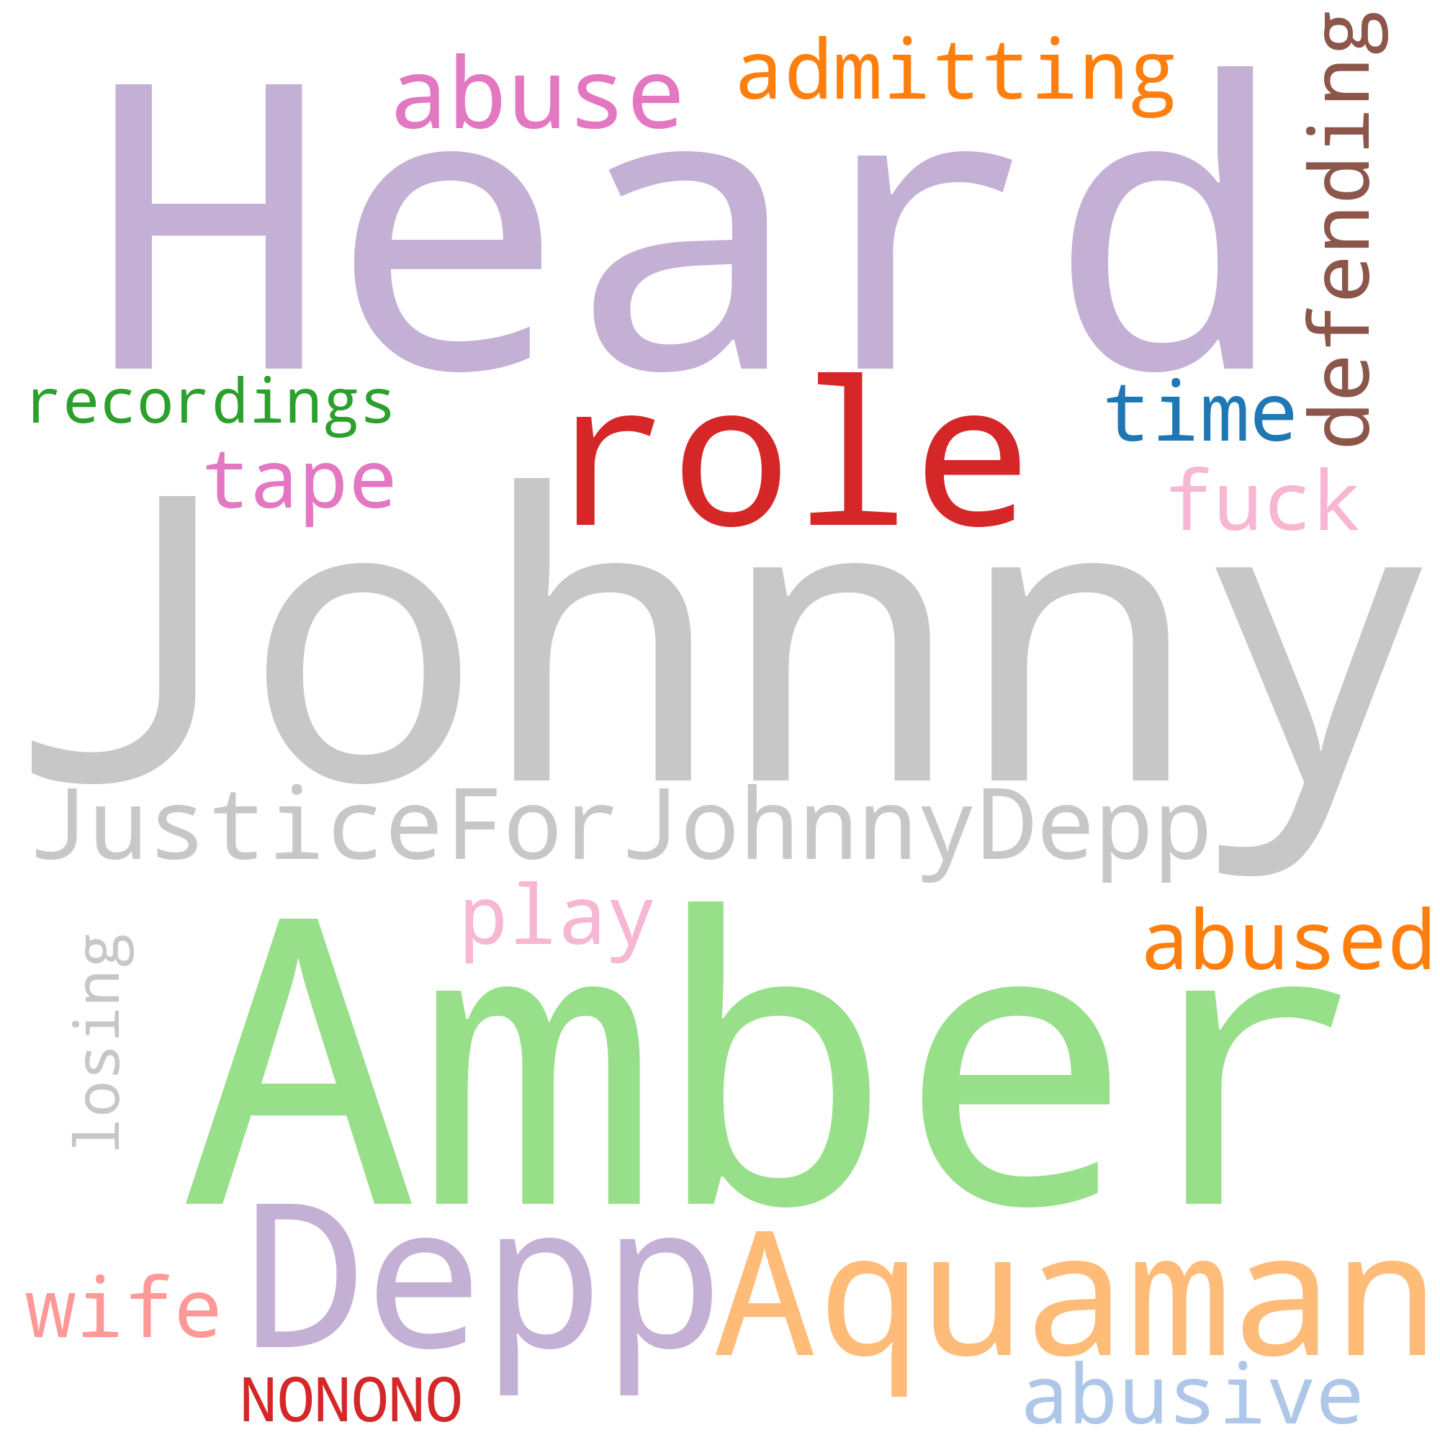 abuse
admitting
defending
Heard
recordings
role
time
tape
fuck
Johnny
JusticeForJohnnyDepp
play
abused
losing
Amber
Depp
Aquaman
wife
NONONO
abusive